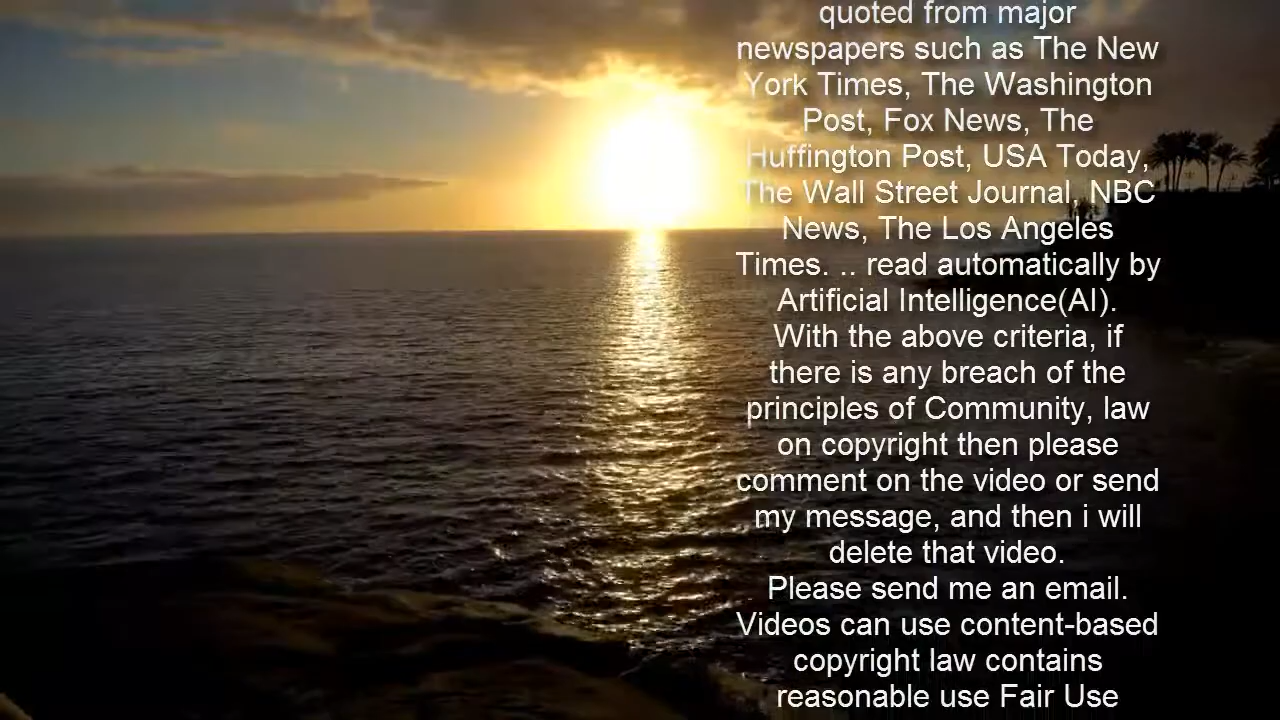 quoted from major
newspapers such as The New
York Times, The Washington
Post, Fox News, The
Huffington Post, USA Today,
The Wall Street Journal, NBC
News, The Los Angeles
Times. .. read automatically by
Artificial Intelligence(AI).
With the above criteria, if
there is any breach of the
principles of Community, law
on copyright then please
comment on the video or send
my message, and then i will
delete that video.
Please send me an email.
Videos can use content-based
copyright law contains
reasonable use Fair Use